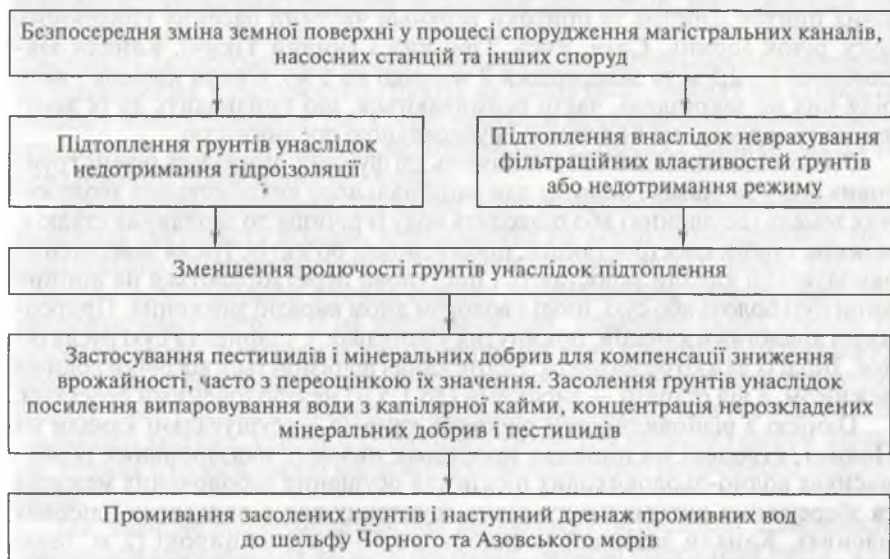 Безпосередня зміна земної поверхні у процесі спорудження магістральних каналів,
насосних станцій та інших споруд
Підтоплення ґрунтів унаслідок
недотримання гідроізоляції
Підтоплення внаслідок неврахування
фільтраційних властивостей ґрунтів
або недотримання режиму
Зменшення родючості ґрунтів унаслідок підтоплення
Застосування пестицидів і мінеральних добрив для компенсації зниження
врожайності, часто з переоцінкою їх значення. Засолення ґрунтів унаслідок
посилення випаровування води з капілярної кайми, концентрація нерозкладених
мінеральних добрив і пестицидів
Промивання засолених ґрунтів і наступний дренаж промивних вод
до шельфу Чорного та Азовського морів